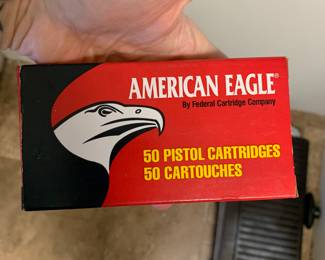 AMERICAN EAGLE®
By Federal Cartridge Company
50 PISTOL CARTRIDGES
50 CARTOUCHES